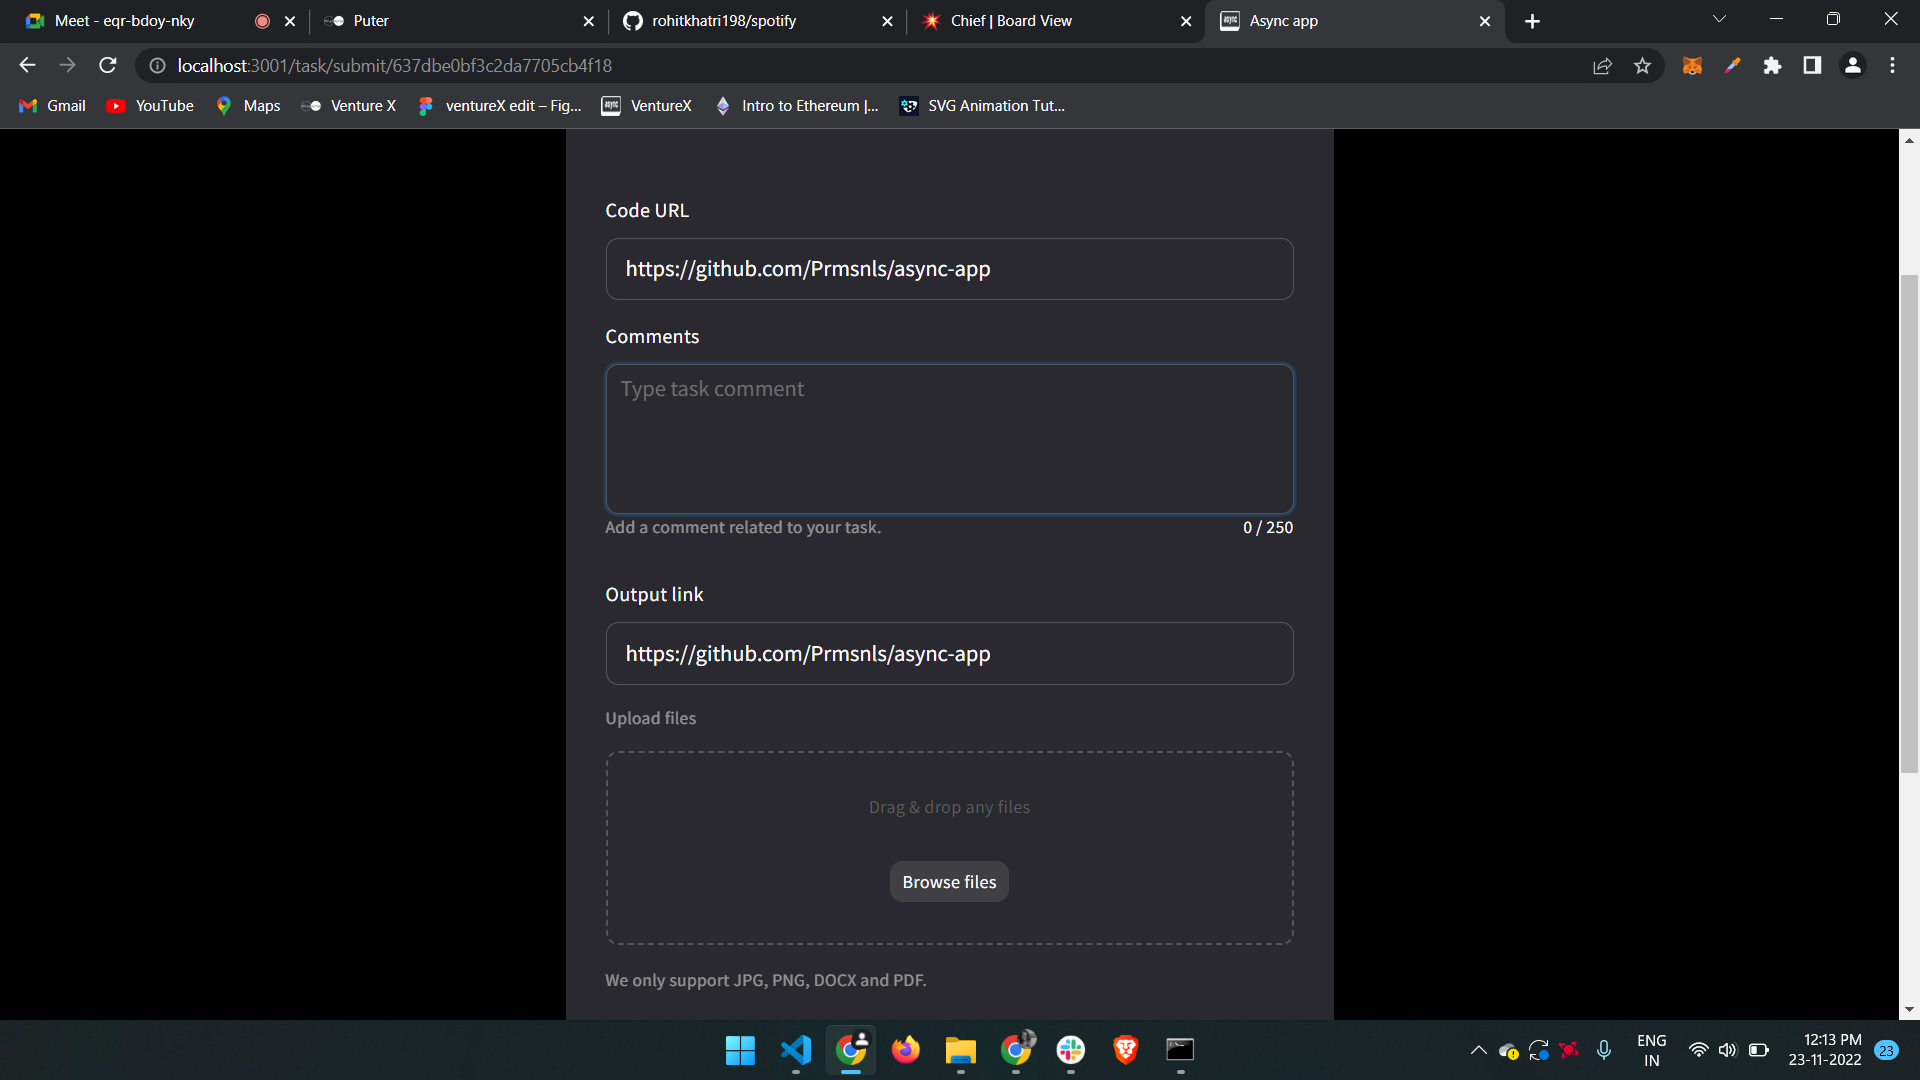 Meet - eqr-bdoy-nky
Puter
rohitkhatri198/spotify
Chief | Board View
Async app
localhost:3001/task/submit/637dbe0bf3c2da7705cb4f18
Gmail
YouTube
Maps
Venture X
ventureX edit – Fig...
VentureX
Intro to Ethereum |...
SVG Animation Tut...
Code URL
https://github.com/Prmsnls/async-app
Comments
Type task comment
Add a comment related to your task.
0 / 250
Output link
https://github.com/Prmsnls/async-app
Upload files
Drag & drop any files
Browse files
We only support JPG, PNG, DOCX and PDF.
ENG
IN
12:13 PM
23-11-2022
23